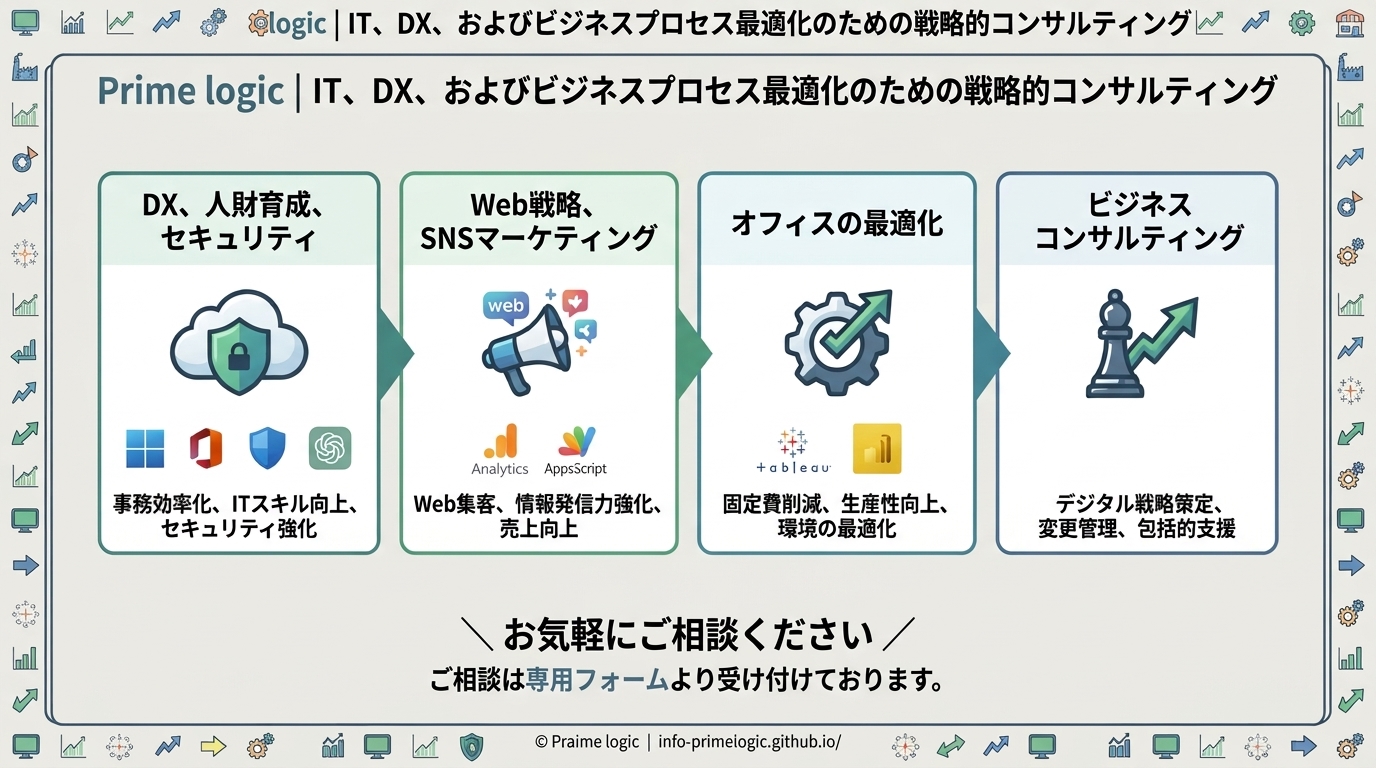 logic | IT、DX、およびビジネスプロセス最適化のための戦略的コンサルティング
Prime logic | IT、DX、およびビジネスプロセス最適化のための戦略的コンサルティング
DX、人財育成、
セキュリティ
事務効率化、ITスキル向上、
セキュリティ強化
Web戦略、
SNSマーケティング
web
Analytics
AppsScript
Web集客、情報発信力強化、
売上向上
オフィスの最適化
+ableau
固定費削減、生産性向上、
環境の最適化
ビジネス
コンサルティング
デジタル戦略策定、
変更管理、包括的支援
＼ お気軽にご相談ください ／
ご相談は専用フォームより受け付けております。
© Praime logic | info-primelogic.github.io/